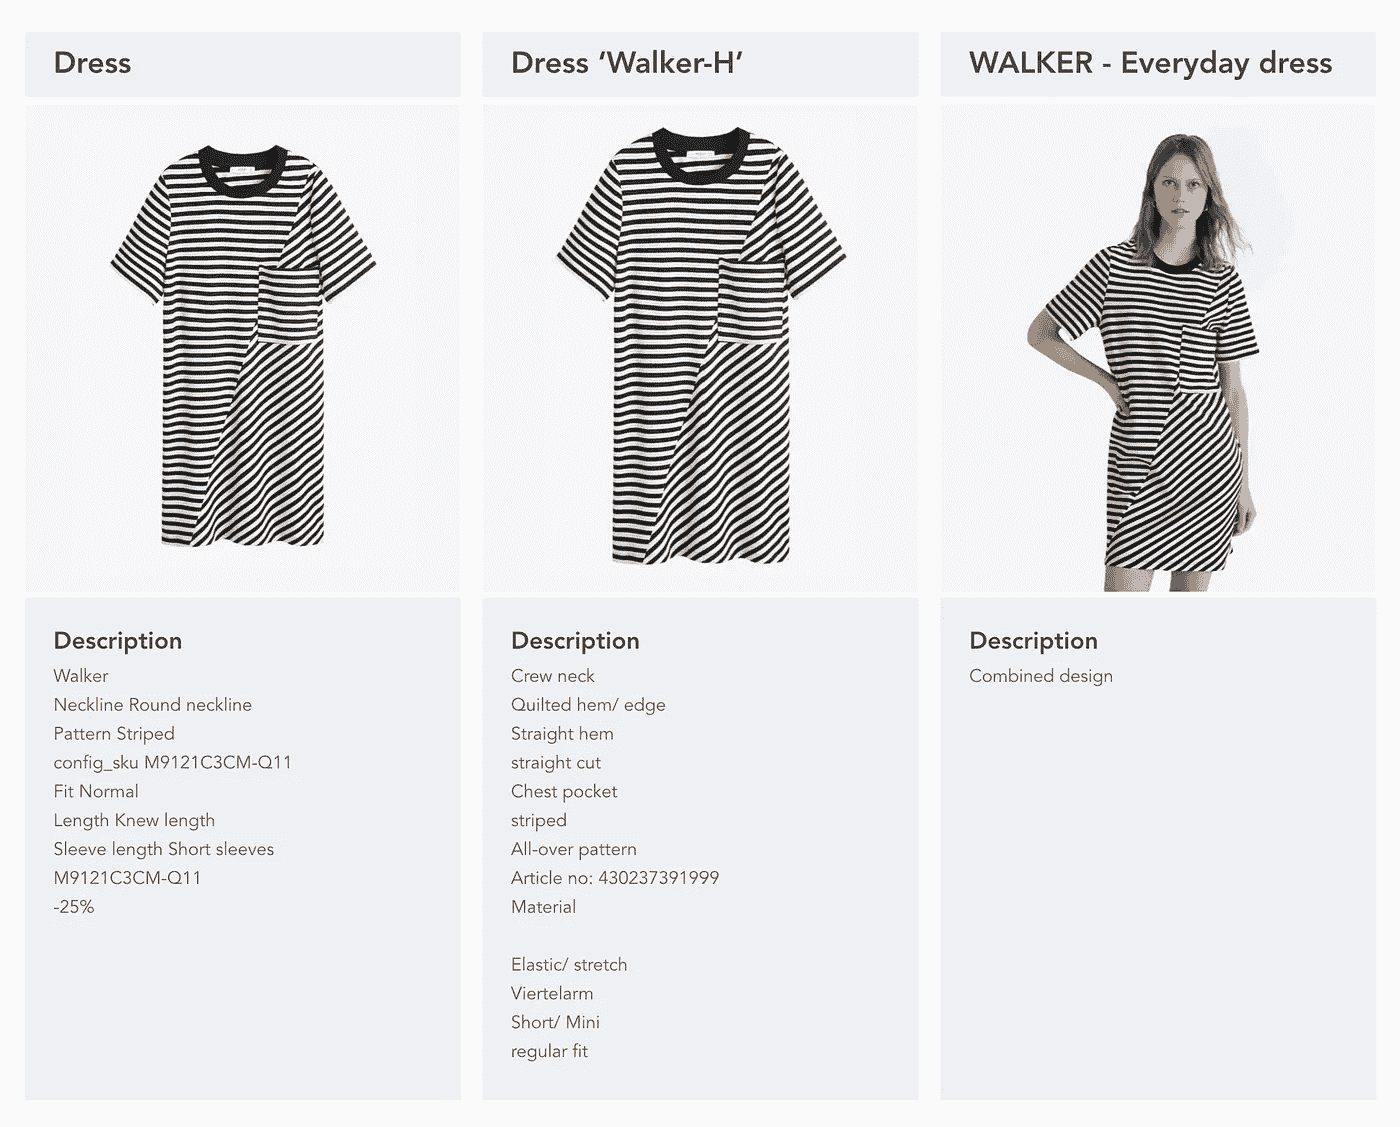 Dress
Dress ‘Walker-H’
WALKER - Everyday dress
Description
Walker
Neckline Round neckline
Pattern Striped
config_sku M9121C3CM-Q11
Fit Normal
Length Knew length
Sleeve length Short sleeves
M9121C3CM-Q11
-25%
Description
Crew neck
Quilted hem/ edge
Straight hem
straight cut
Chest pocket
striped
All-over pattern
Article no: 430237391999
Material
Elastic/ stretch
Viertelarm
Short/ Mini
regular fit
Description
Combined design